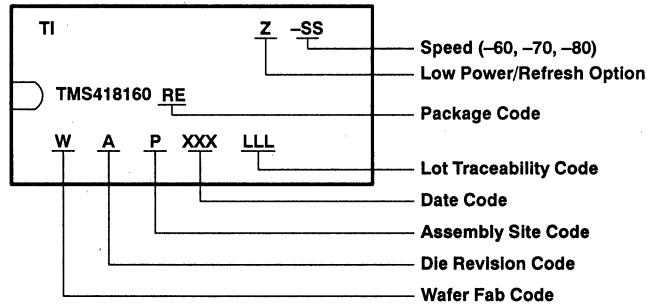 TI Z –SS
Speed (–60, –70, –80)
Low Power/Refresh Option
TMS418160 RE
Package Code
W A P XXX LLL
Lot Traceability Code
Date Code
Assembly Site Code
Die Revision Code
Wafer Fab Code